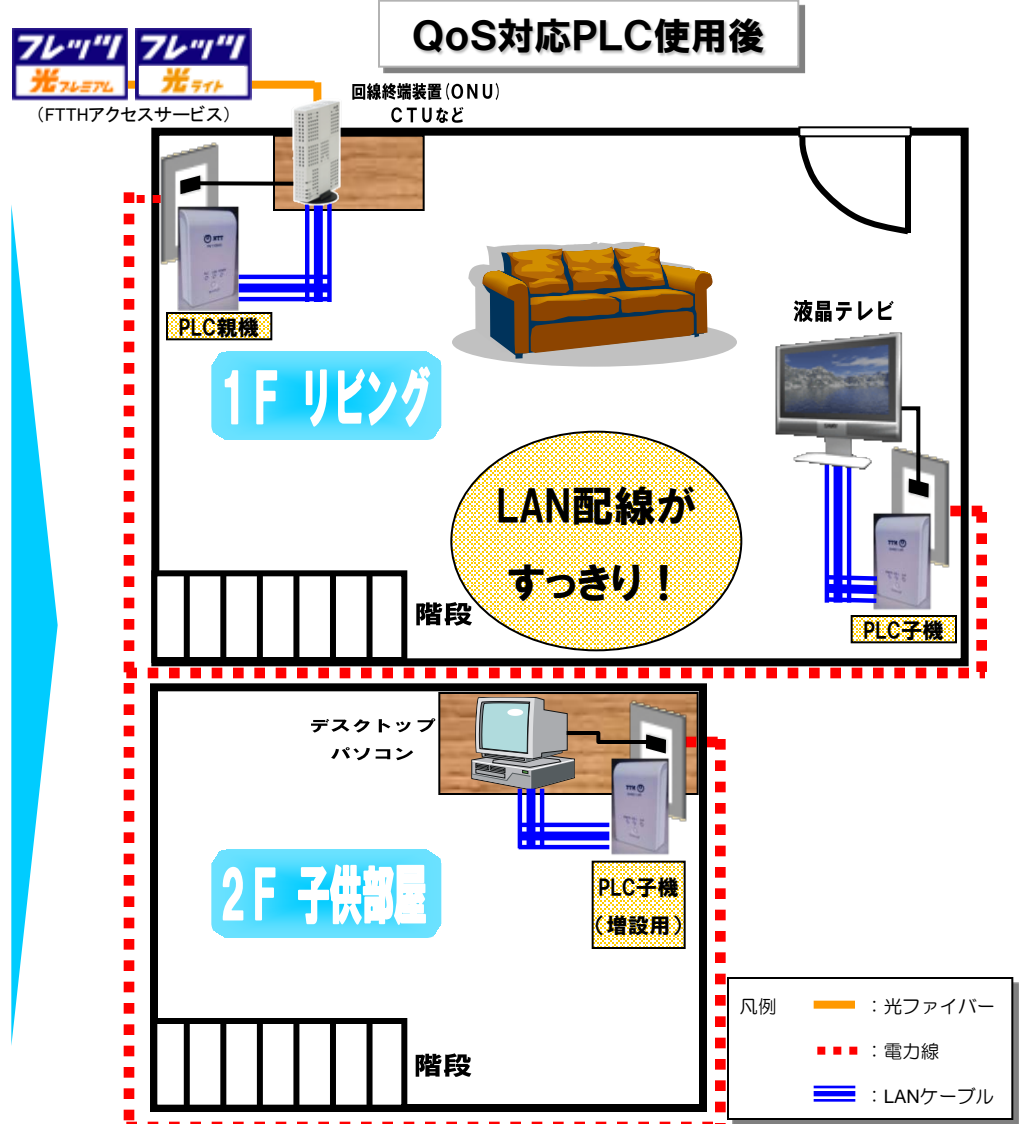 QoS対応PLC使用後
フレッツ フレッツ
光プレミアム 光ライト
(FTTHアクセスサービス)
回線終端装置(ONU)
CTUなど
NTT
PLC親機
1F リビング
液晶テレビ
LAN配線が
すっきり！
階段
PLC子機
デスクトップ
パソコン
2F 子供部屋
PLC子機
(増設用)
階段
凡例
：光ファイバー
：電力線
：LANケーブル